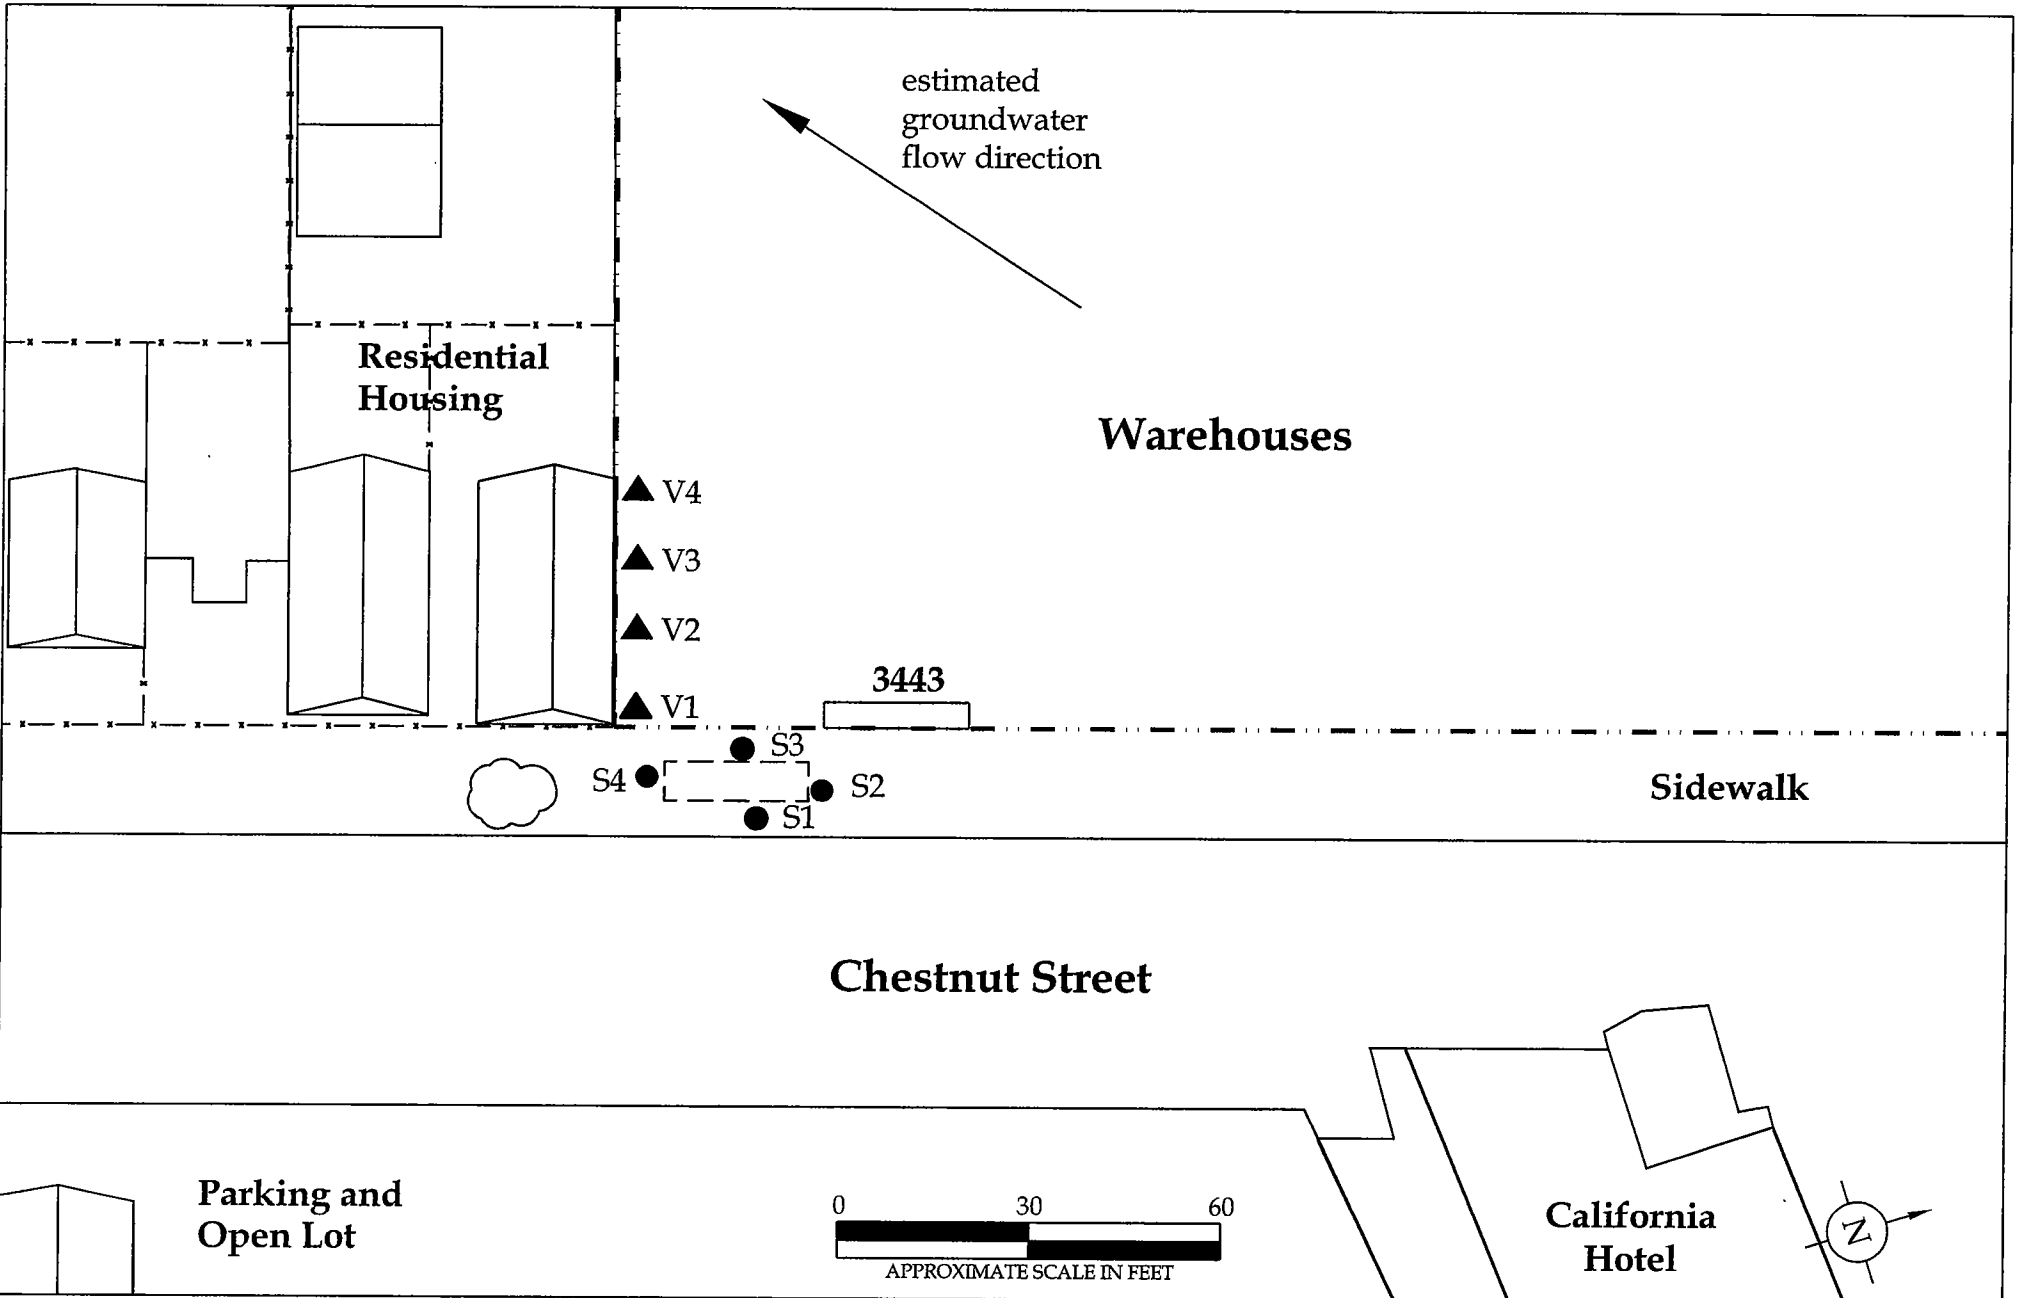 estimated
groundwater
flow direction
Residential
Housing
Warehouses
V4
V3
V2
V1
3443
S3
S4
S2
S1
Sidewalk
Chestnut Street
Parking and
Open Lot
0 30 60
APPROXIMATE SCALE IN FEET
California
Hotel
N